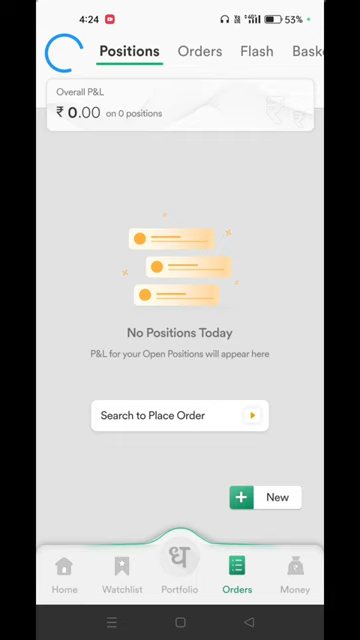 4:24
53%
Positions Orders Flash Bask
Overall P&L
₹ 0.00 on 0 positions
No Positions Today
P&L for your Open Positions will appear here
Search to Place Order
New
ध
Home Watchlist Portfolio Orders Money